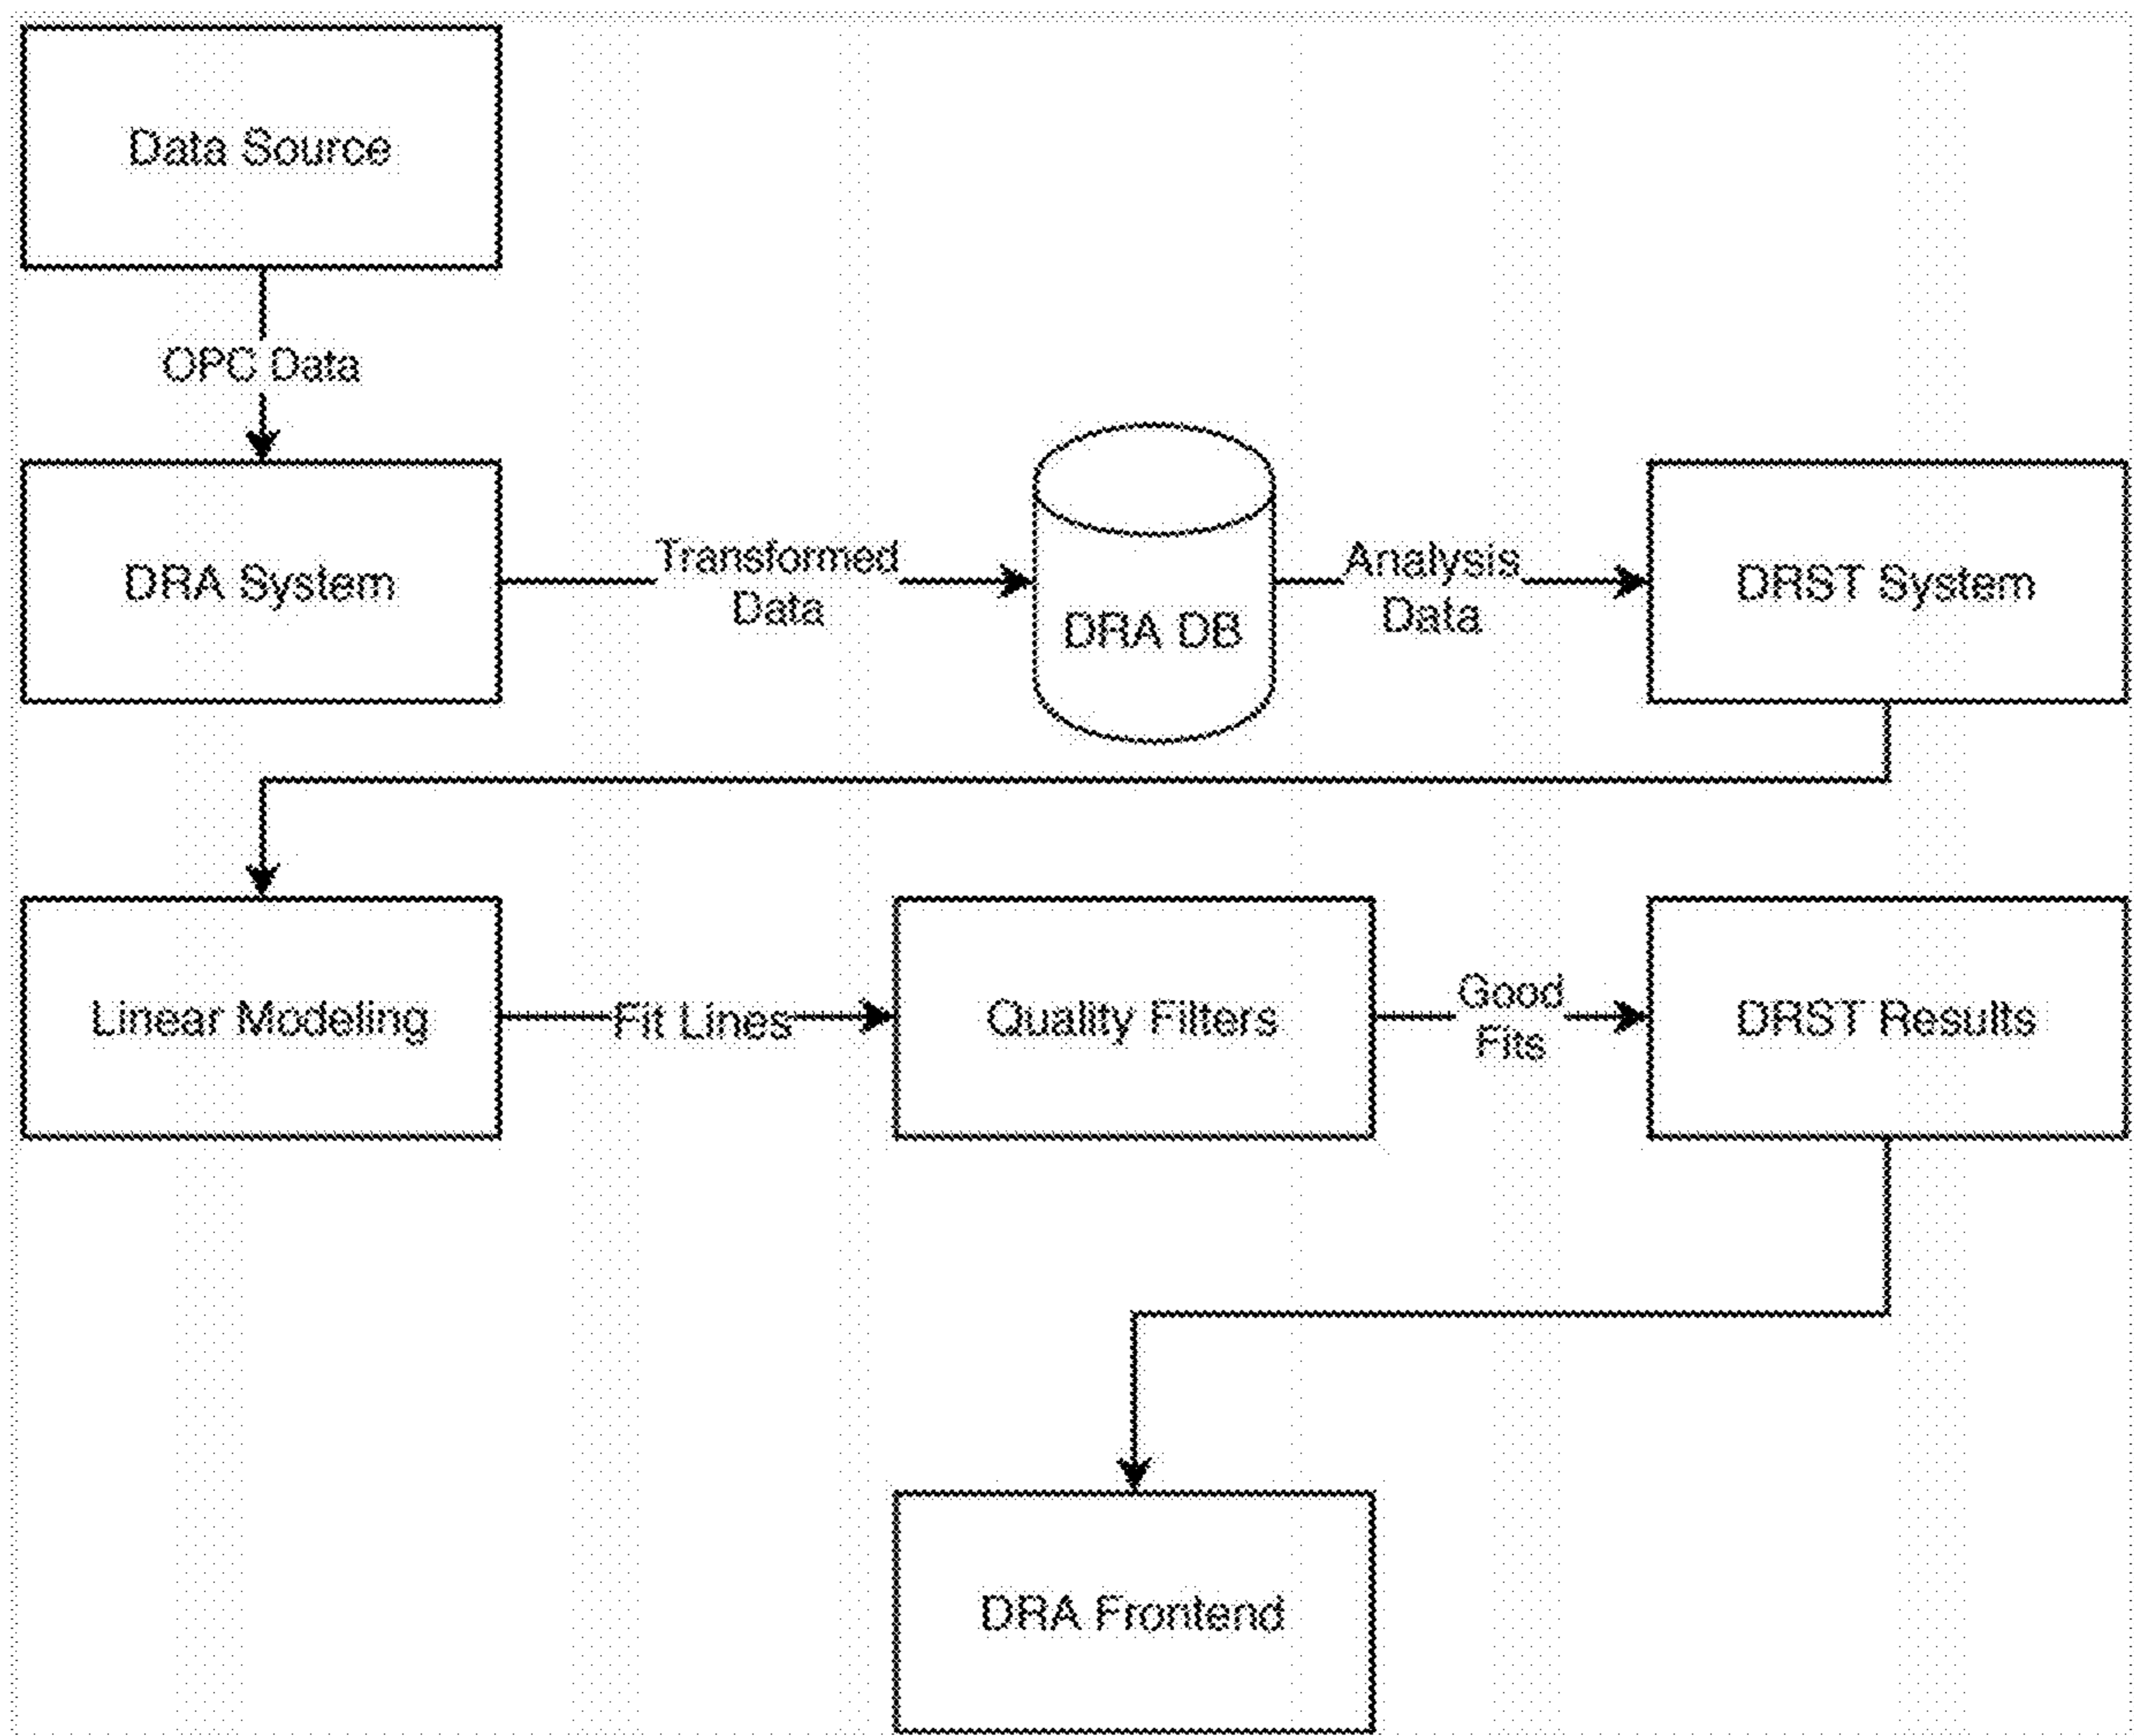 Data Source
OPC Data
DRA System
Transformed
Data
DRA DB
Analysis
Data
DRST System
Linear Modeling
Fit Lines
Quality Filters
Good
Fits
DRST Results
DRA Frontend